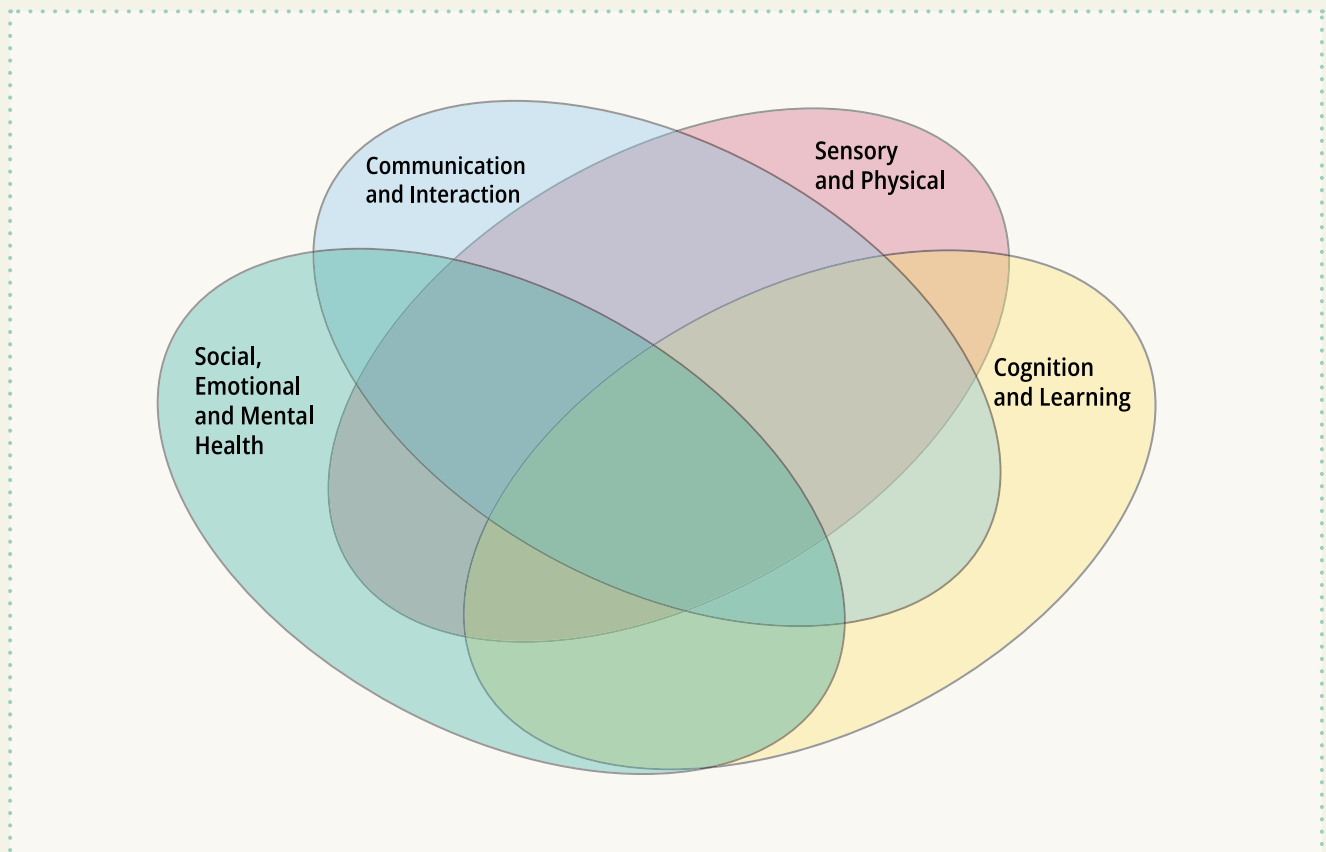 Communication
and Interaction
Sensory
and Physical
Social,
Emotional
and Mental
Health
Cognition
and Learning